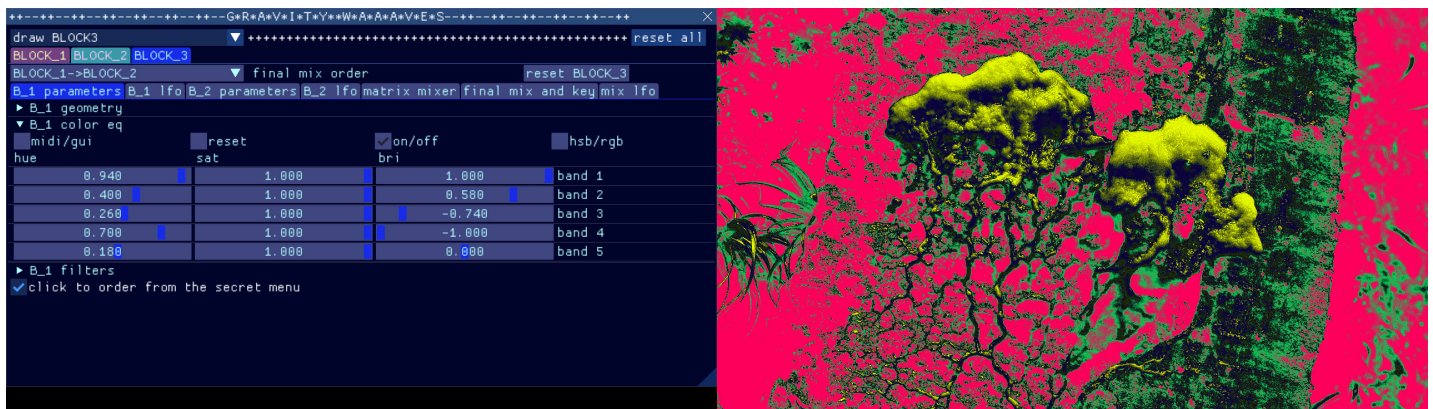 ++--++--++--++--++--++--++--G*R*A*V*I*T*Y**W*A*A*A*V*E*S--++--++--++--++--++--++--++
draw BLOCK3 ++++++++++++++++++++++++++++++++++++++++++++++++++ reset all
BLOCK_1 BLOCK_2 BLOCK_3
BLOCK_1->BLOCK_2 final mix order reset BLOCK_3
B_1 parameters B_1 lfo B_2 parameters B_2 lfo matrix mixer final mix and key mix lfo
B_1 geometry
B_1 color eq
midi/gui reset on/off hsb/rgb
hue sat bri
0.940 1.000 1.000 band 1
0.400 1.000 0.580 band 2
0.260 1.000 -0.740 band 3
0.700 1.000 -1.000 band 4
0.180 1.000 0.000 band 5
B_1 filters
click to order from the secret menu